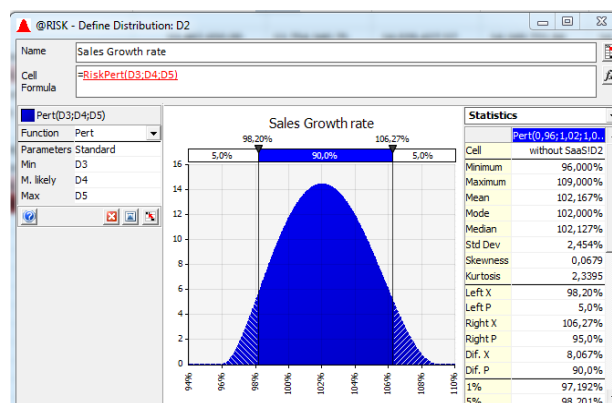 @RISK - Define Distribution: D2
Name
Sales Growth rate
Cell Formula
=RiskPert(D3;D4;D5)
Pert(D3;D4;D5)
Function Pert
Parameters Standard
Min D3
M. likely D4
Max D5
Sales Growth rate
98,20% 106,27%
5,0% 90,0% 5,0%
16
14
12
10
8
6
4
2
0
94%
96%
98%
100%
102%
104%
106%
108%
110%
Statistics
Pert(0,96;1,02;1,0...
Cell without SaaS!D2
Minimum 96,000%
Maximum 109,000%
Mean 102,167%
Mode 102,000%
Median 102,127%
Std Dev 2,454%
Skewness 0,0679
Kurtosis 2,3395
Left X 98,20%
Left P 5,0%
Right X 106,27%
Right P 95,0%
Dif. X 8,067%
Dif. P 90,0%
1% 97,192%
5% 98,201%